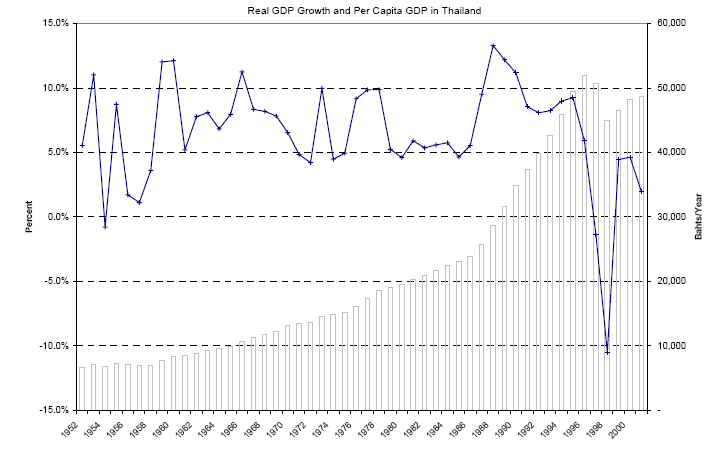 Real GDP Growth and Per Capita GDP in Thailand
15.0% 60,000
10.0% 50,000
5.0% 40,000
0.0% 30,000
-5.0% 20,000
-10.0% 10,000
-15.0% -
Percent
Bahts/Year
1952 1954 1956 1958 1960 1962 1964 1966 1968 1970 1972 1974 1976 1978 1980 1982 1984 1986 1988 1990 1992 1994 1996 1998 2000